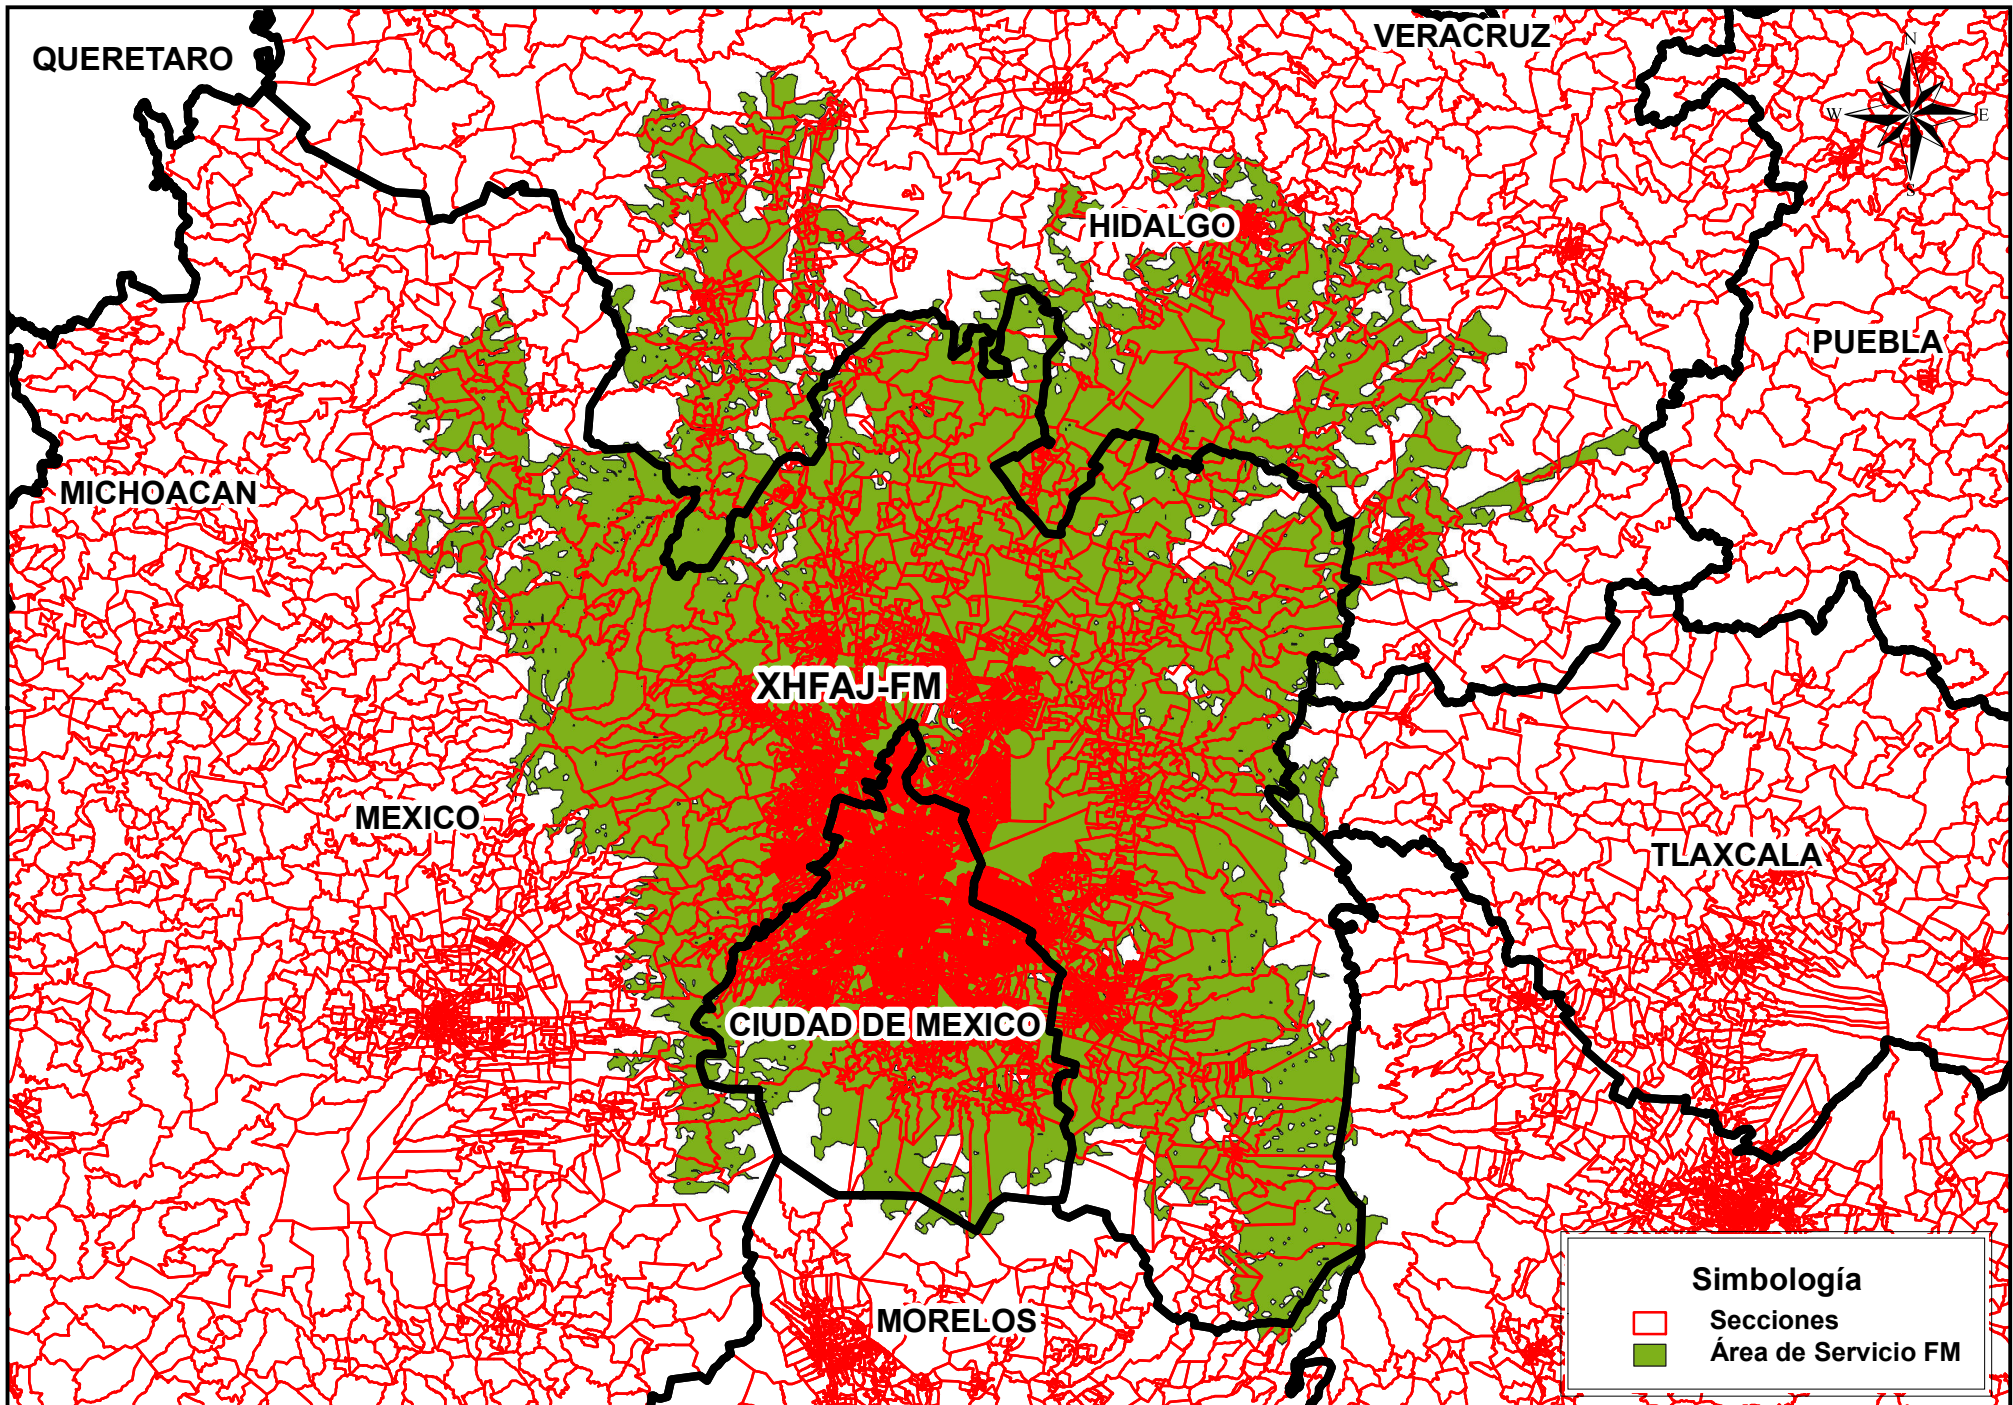 QUERETARO
VERACRUZ
N
W
E
S
HIDALGO
PUEBLA
MICHOACAN
XHFAJ-FM
MEXICO
TLAXCALA
CIUDAD DE MEXICO
MORELOS
Simbología
Secciones
Área de Servicio FM